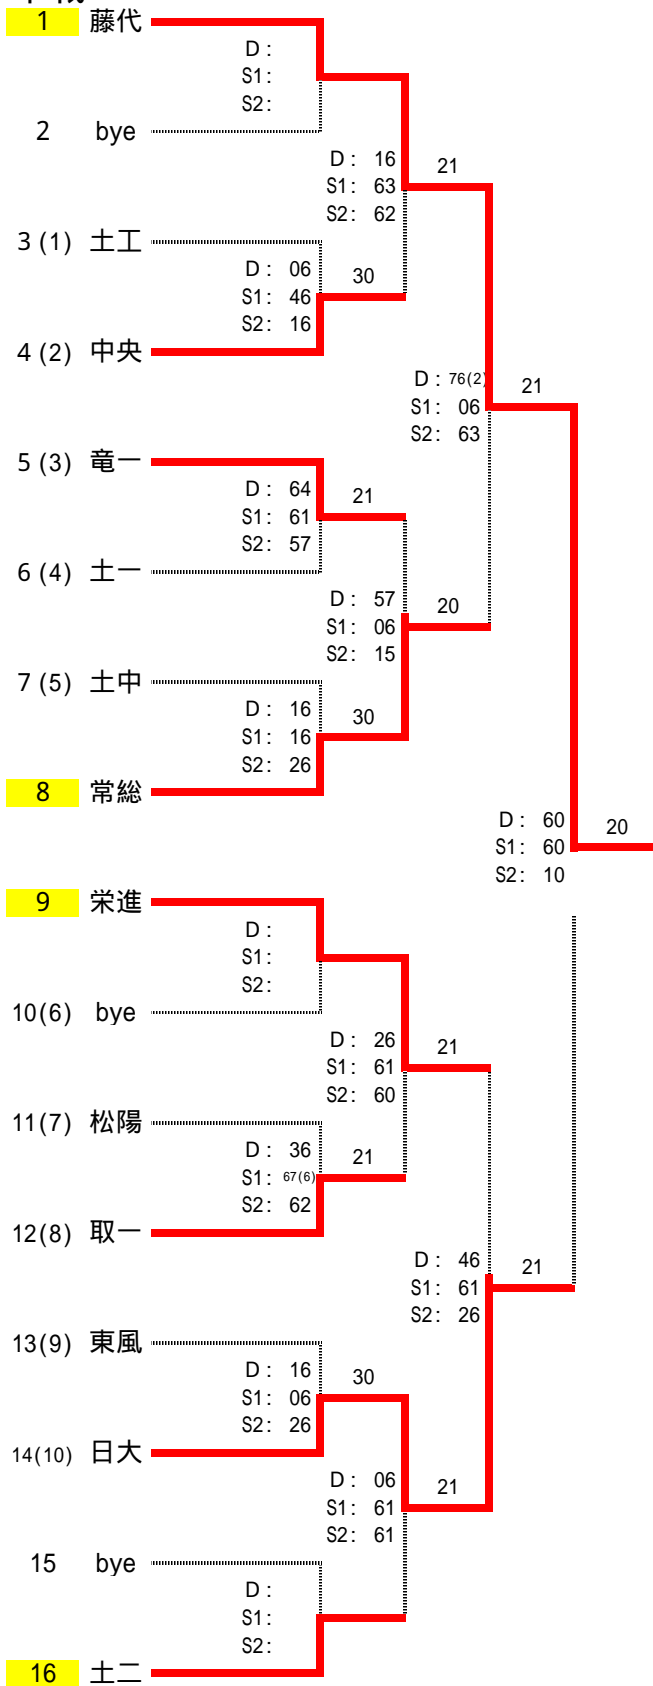 1 藤代
D :
S1:
S2:
2 bye
D : 16
S1: 63
S2: 62
21
3 (1) 土工
D : 06
S1: 46
S2: 16
30
4 (2) 中央
D : 76(2)
S1: 06
S2: 63
21
5 (3) 竜一
D : 64
S1: 61
S2: 57
21
6 (4) 土一
D : 57
S1: 06
S2: 15
20
7 (5) 土中
D : 16
S1: 16
S2: 26
30
8 常総
D : 60
S1: 60
S2: 10
20
9 栄進
D :
S1:
S2:
10(6) bye
D : 26
S1: 61
S2: 60
21
11(7) 松陽
D : 36
S1: 67(6)
S2: 62
21
12(8) 取一
D : 46
S1: 61
S2: 26
21
13(9) 東風
D : 16
S1: 06
S2: 26
30
14(10) 日大
D : 06
S1: 61
S2: 61
21
15 bye
D :
S1:
S2:
16 土二